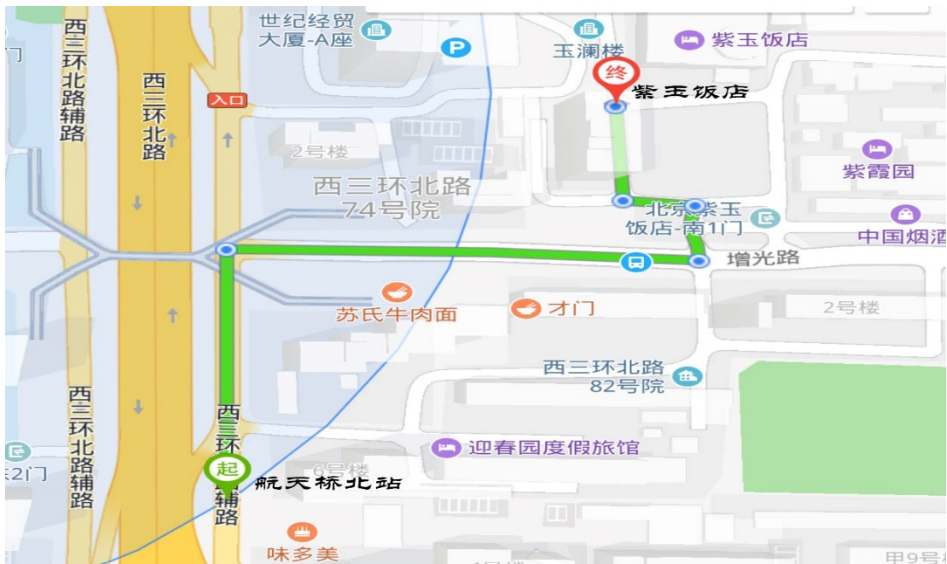 世纪经贸
大厦-A座
P
玉澜楼
紫玉饭店
终
紫玉饭店
西三环北路辅路
西三环北路
入口
2号楼
西三环北路
74号院
紫霞园
北京紫玉
饭店-南1门
中国烟酒
增光路
苏氏牛肉面
才门
2号楼
西三环北路
82号院
西三环北路辅路
西三环
辅路
起
航天桥北站
6号楼
迎春园度假旅馆
东2门
味多美
甲9号
门